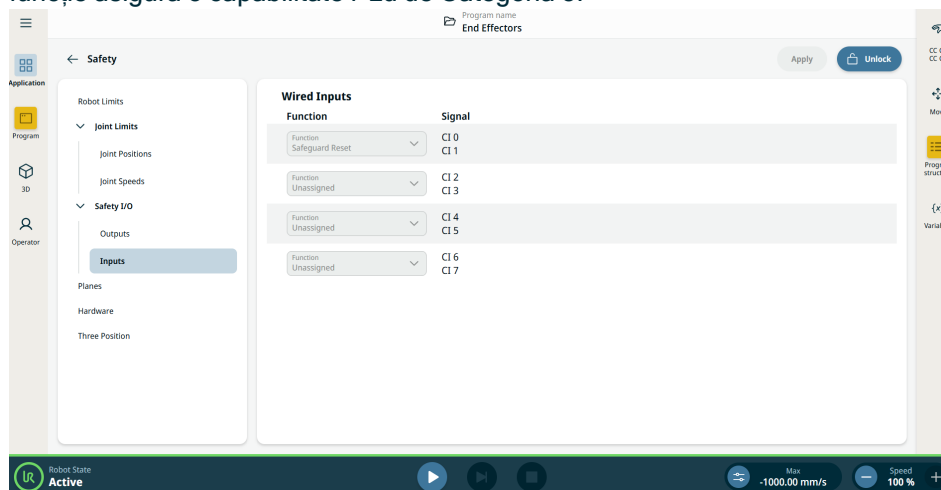 Program name
End Effectors
Safety
Apply
Unlock
Application
Program
3D
Operator
Robot Limits
Joint Limits
Joint Positions
Joint Speeds
Safety I/O
Outputs
Inputs
Planes
Hardware
Three Position
Wired Inputs
Function Signal
Function
Safeguard Reset
CI 0
CI 1
Function
Unassigned
CI 2
CI 3
Function
Unassigned
CI 4
CI 5
Function
Unassigned
CI 6
CI 7
Robot State
Active
Max
-1000.00 mm/s
Speed
100 %